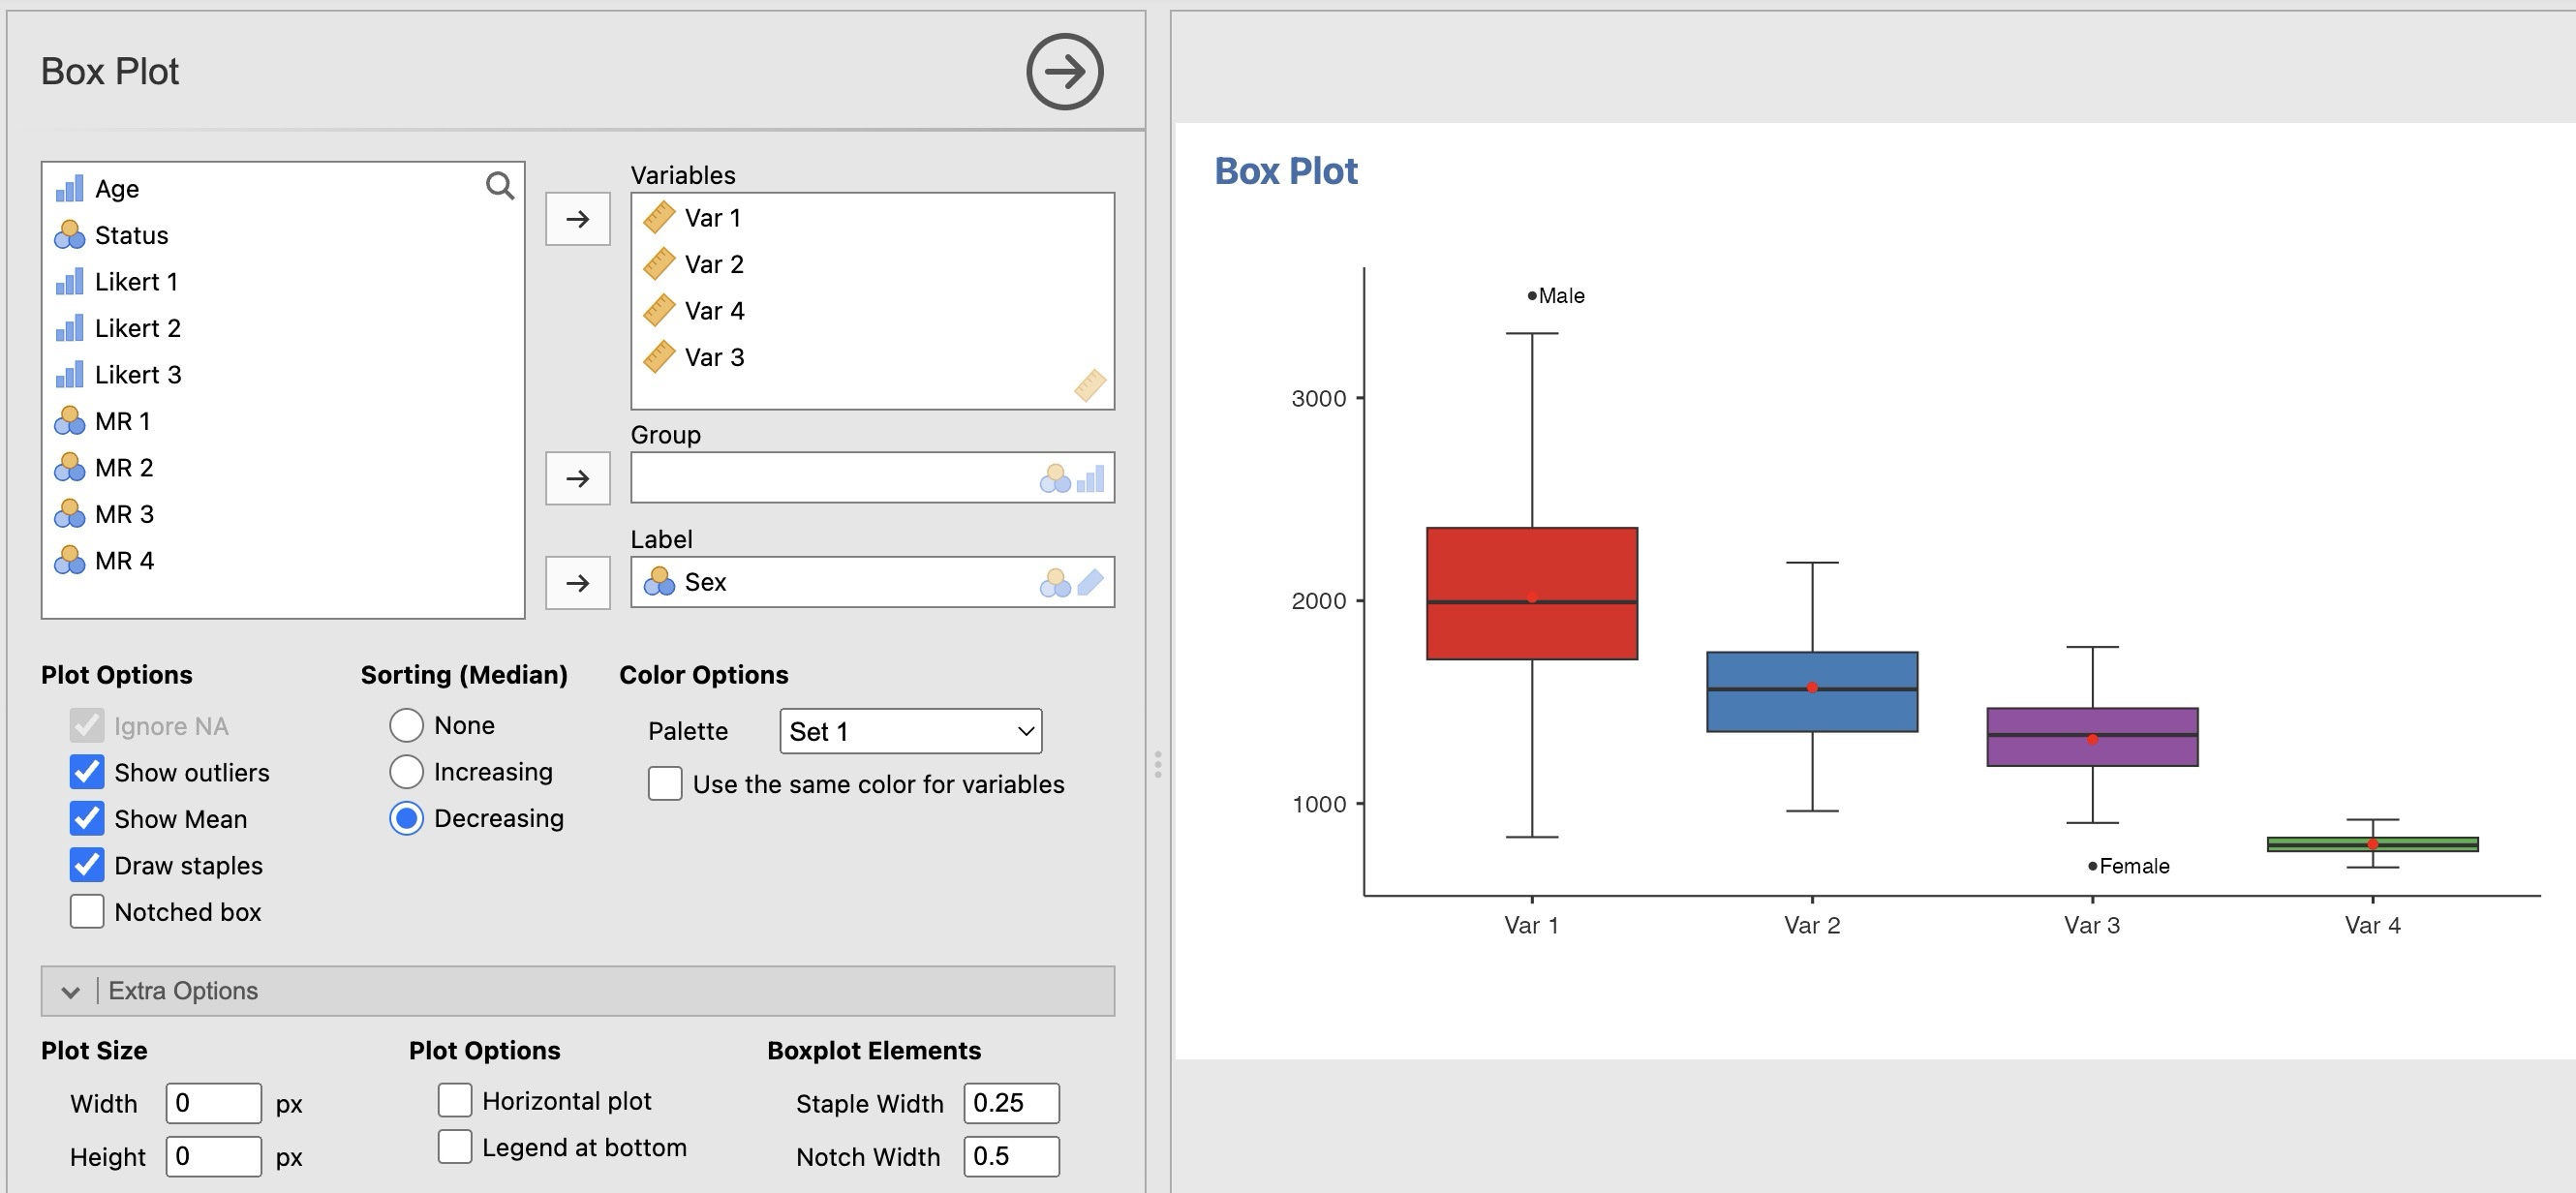 Box Plot
Age
Status
Likert 1
Likert 2
Likert 3
MR 1
MR 2
MR 3
MR 4
Variables
Var 1
Var 2
Var 4
Var 3
Group
Label
Sex
Plot Options
Ignore NA
Show outliers
Show Mean
Draw staples
Notched box
Sorting (Median)
None
Increasing
Decreasing
Color Options
Palette Set 1
Use the same color for variables
Extra Options
Plot Size
Width 0 px
Height 0 px
Plot Options
Horizontal plot
Legend at bottom
Boxplot Elements
Staple Width 0.25
Notch Width 0.5
Box Plot
Male
3000
2000
1000
Female
Var 1 Var 2 Var 3 Var 4